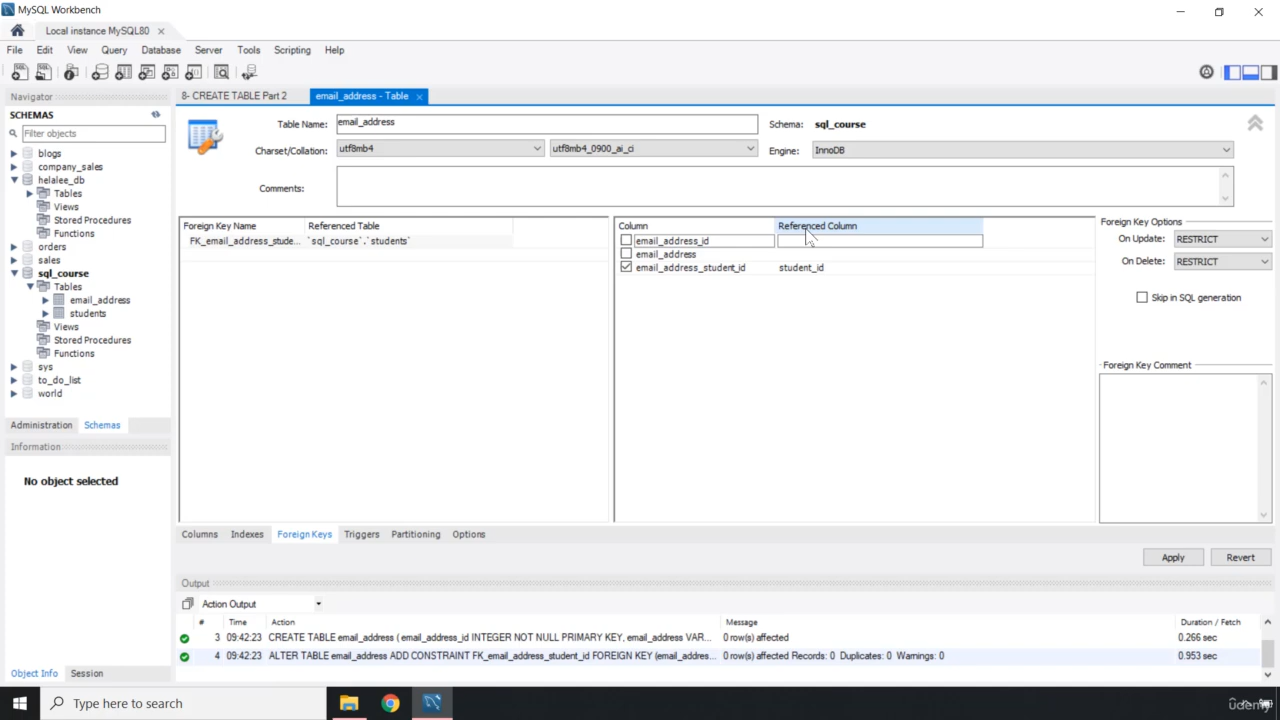 MySQL Workbench
Local instance MySQL80
File Edit View Query Database Server Tools Scripting Help
Navigator
SCHEMAS
Filter objects
blogs
company_sales
helalee_db
Tables
Views
Stored Procedures
Functions
orders
sales
sql_course
Tables
email_address
students
Views
Stored Procedures
Functions
sys
to_do_list
world
Administration Schemas
Information
No object selected
Object Info Session
8- CREATE TABLE Part 2 email_address - Table
Table Name: email_address Schema: sql_course
Charset/Collation: utf8mb4 utf8mb4_0900_ai_ci Engine: InnoDB
Comments:
Foreign Key Name Referenced Table
FK_email_address_stude... `sql_course`.`students`
Column Referenced Column
email_address_id
email_address
email_address_student_id student_id
Foreign Key Options
On Update: RESTRICT
On Delete: RESTRICT
Skip in SQL generation
Foreign Key Comment
Columns Indexes Foreign Keys Triggers Partitioning Options
Apply Revert
Output
Action Output
# Time Action Message Duration / Fetch
3 09:42:23 CREATE TABLE email_address ( email_address_id INTEGER NOT NULL PRIMARY KEY, email_address VAR... 0 row(s) affected 0.266 sec
4 09:42:23 ALTER TABLE email_address ADD CONSTRAINT FK_email_address_student_id FOREIGN KEY (email_addres... 0 row(s) affected Records: 0 Duplicates: 0 Warnings: 0 0.953 sec
Type here to search
udemy